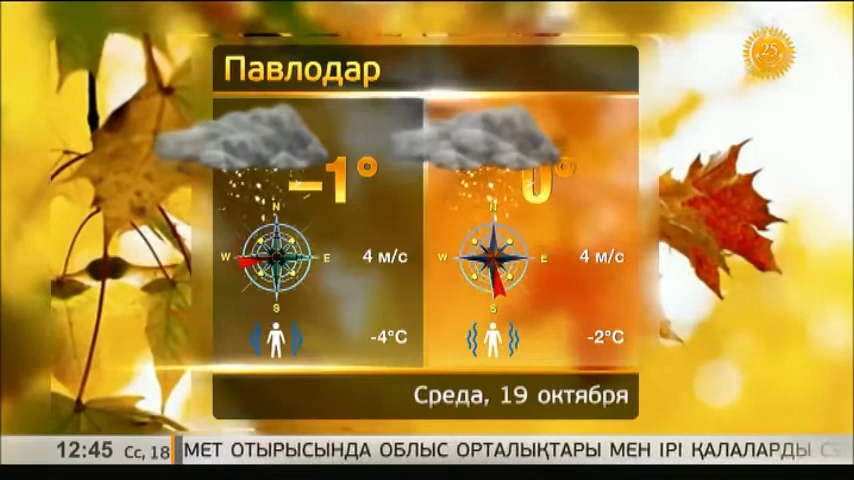 Павлодар
25
–1°
0°
N
W
E
S
4 м/с
N
W
E
S
4 м/с
-4°C
-2°C
Среда, 19 октября
12:45 Сс, 18
МЕТ ОТЫРЫСЫНДА ОБЛЫС ОРТАЛЫҚТАРЫ МЕН ІРІ ҚАЛАЛАРДЫ